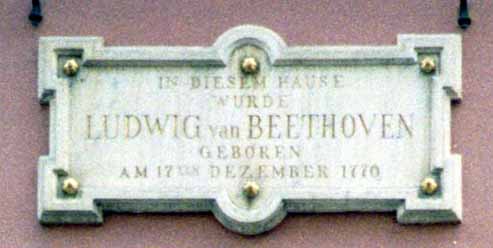 IN DIESEM HAUSE
WURDE
LUDWIG van BEETHOVEN
GEBOREN
AM 17TEN DEZEMBER 1770